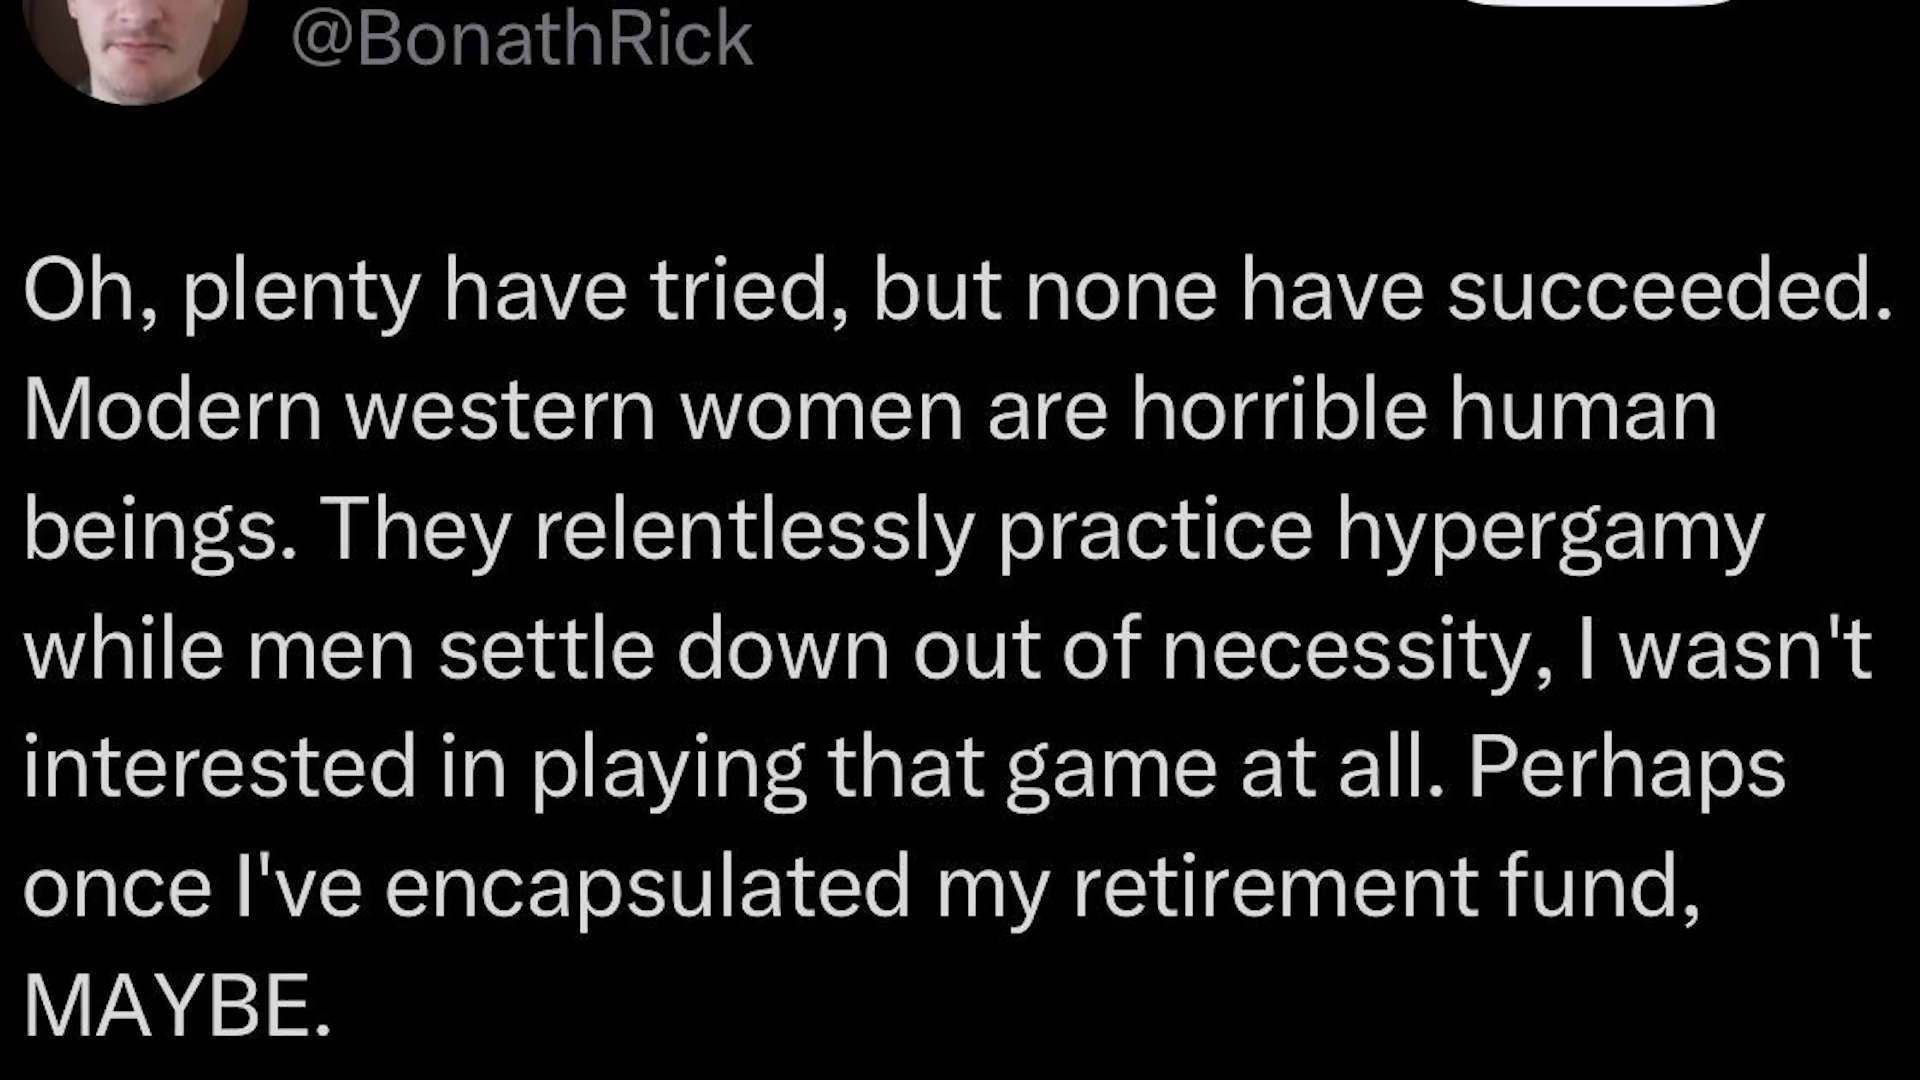 @BonathRick
Oh, plenty have tried, but none have succeeded.
Modern western women are horrible human
beings. They relentlessly practice hypergamy
while men settle down out of necessity, I wasn't
interested in playing that game at all. Perhaps
once I've encapsulated my retirement fund,
MAYBE.